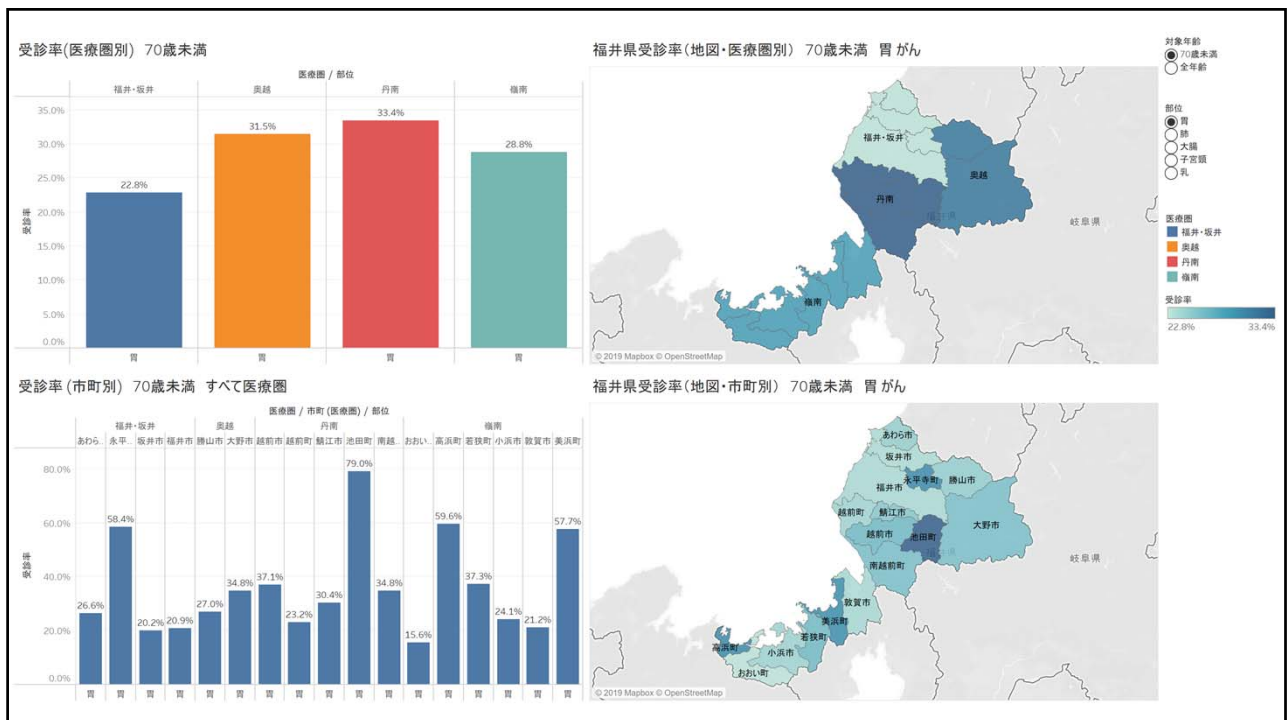 受診率(医療圏別) 70歳未満
医療圏 / 部位
福井・坂井 奥越 丹南 嶺南
受診率
35.0%
30.0%
25.0%
20.0%
15.0%
10.0%
5.0%
0.0%
22.8% 31.5% 33.4% 28.8%
胃 胃 胃 胃
福井県受診率(地図・医療圏別) 70歳未満 胃がん
福井・坂井
奥越
丹南
福井県
岐阜県
嶺南
© 2019 Mapbox © OpenStreetMap
対象年齢
70歳未満
全年齢
部位
胃
肺
大腸
子宮頸
乳
医療圏
福井・坂井
奥越
丹南
嶺南
受診率
22.8% 33.4%
受診率 (市町別) 70歳未満 すべて医療圏
医療圏 / 市町 (医療圏) / 部位
福井・坂井 奥越 丹南 嶺南
あわら.. 永平.. 坂井市 福井市 勝山市 大野市 越前市 越前町 鯖江市 池田町 南越.. おおい.. 高浜町 若狭町 小浜市 敦賀市 美浜町
受診率
80.0%
60.0%
40.0%
20.0%
0.0%
26.6% 58.4% 20.2% 20.9% 27.0% 34.8% 37.1% 23.2% 30.4% 79.0% 34.8% 15.6% 59.6% 37.3% 24.1% 21.2% 57.7%
胃 胃 胃 胃 胃 胃 胃 胃 胃 胃 胃 胃 胃 胃 胃 胃 胃
福井県受診率(地図・市町別) 70歳未満 胃がん
あわら市
坂井市
永平寺町 勝山市
福井市
越前町 鯖江市
大野市
越前市 池田町
福井県
岐阜県
南越前町
敦賀市
美浜町
若狭町
高浜町
小浜市
おおい町
© 2019 Mapbox © OpenStreetMap